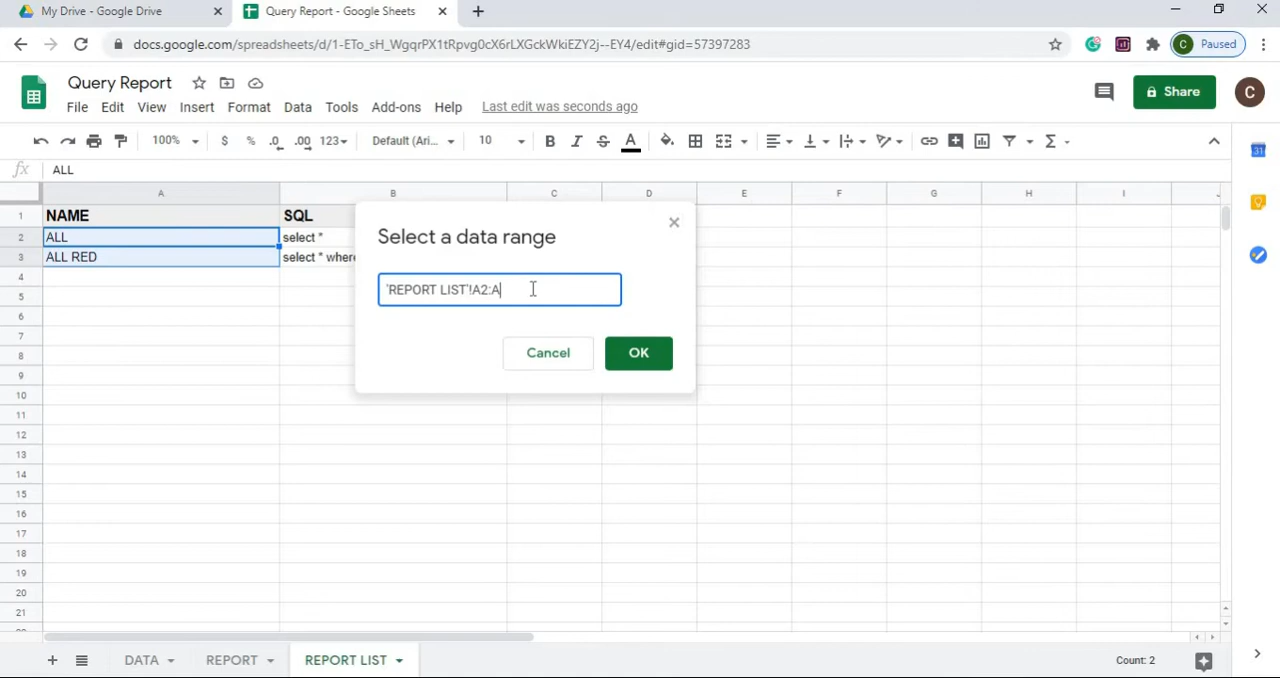 My Drive - Google Drive
Query Report - Google Sheets
docs.google.com/spreadsheets/d/1-ETo_sH_WgqrPX1tRpvg0cX6rLXGtkWkiEZY2j--EY4/edit#gid=57397283
C Paused
Query Report
File Edit View Insert Format Data Tools Add-ons Help Last edit was seconds ago
Share
C
100% $ % .0 .00 123 Default (Ari... 10 B I S A Σ
fx ALL
A B C D E F G H I
1 NAME SQL
2 ALL select *
3 ALL RED select * where
4
5
6
7
8
9
10
11
12
13
14
15
16
17
18
19
20
21
Select a data range
'REPORT LIST'!A2:A
Cancel OK
DATA REPORT REPORT LIST Count: 2
31